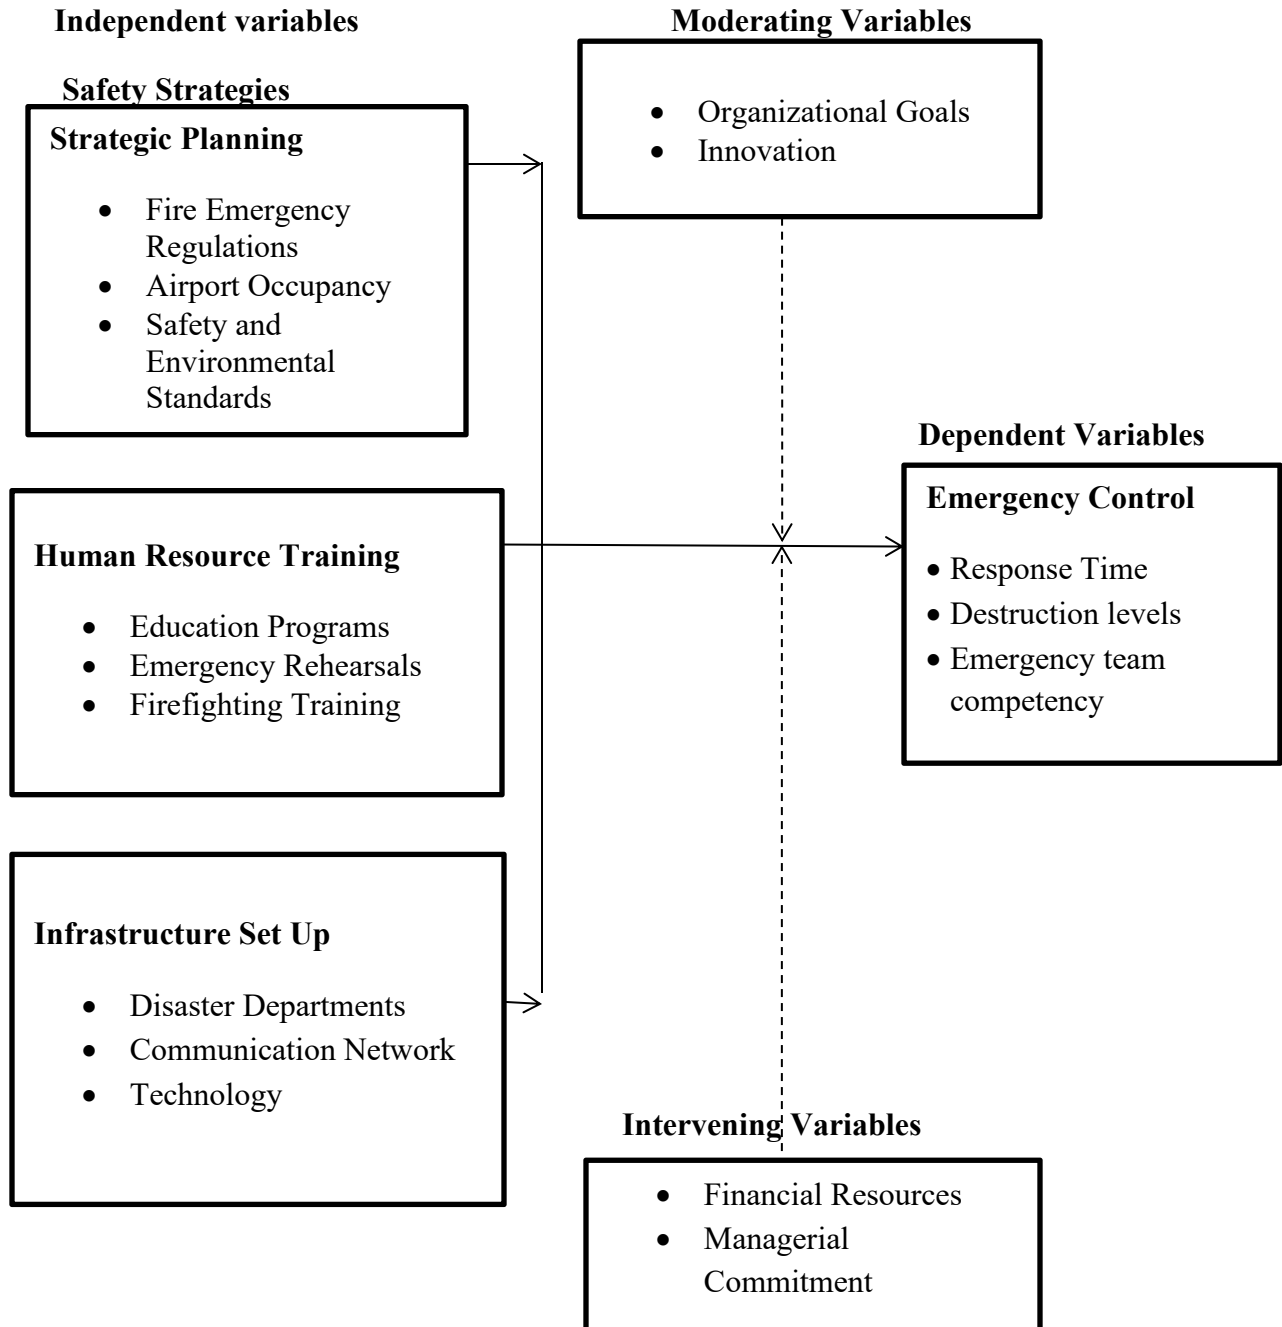 Independent variables
Safety Strategies
Strategic Planning
• Fire Emergency
Regulations
• Airport Occupancy
• Safety and
Environmental
Standards
Human Resource Training
• Education Programs
• Emergency Rehearsals
• Firefighting Training
Infrastructure Set Up
• Disaster Departments
• Communication Network
• Technology
Moderating Variables
• Organizational Goals
• Innovation
Dependent Variables
Emergency Control
• Response Time
• Destruction levels
• Emergency team
competency
Intervening Variables
• Financial Resources
• Managerial
Commitment